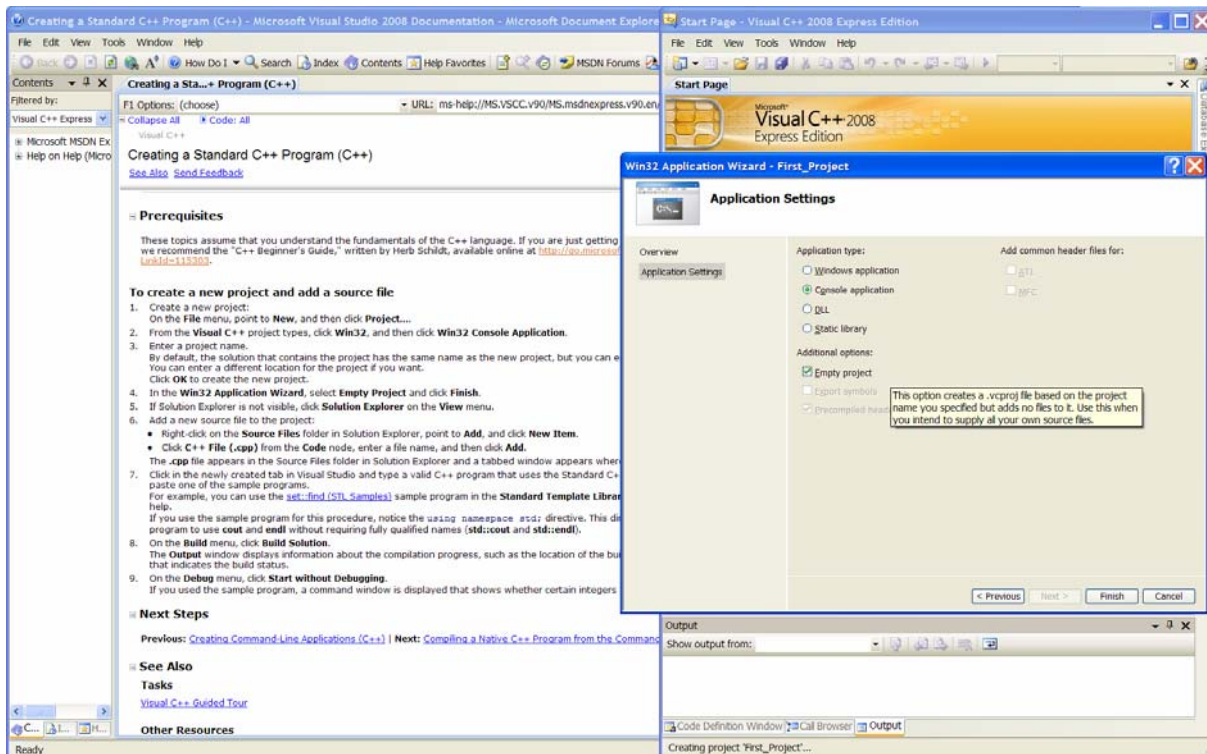 Creating a Standard C++ Program (C++) - Microsoft Visual Studio 2008 Documentation - Microsoft Document Explore
File Edit View Tools Window Help
Back How Do I Search Index Contents Help Favorites MSDN Forums
Contents
Filtered by:
Visual C++ Express
Microsoft MSDN Ex
Help on Help (Micro
Creating a Sta...+ Program (C++)
F1 Options: (choose) URL: ms-help://MS.VSCC.v90/MS.msdnexpress.v90.en/
Collapse All Code: All
Visual C++
Creating a Standard C++ Program (C++)
See Also Send Feedback
Prerequisites
These topics assume that you understand the fundamentals of the C++ language. If you are just getting
we recommend the "C++ Beginner's Guide," written by Herb Schildt, available online at http://go.microsof
LinkId=115303.
To create a new project and add a source file
1. Create a new project:
On the File menu, point to New, and then click Project....
2. From the Visual C++ project types, click Win32, and then click Win32 Console Application.
3. Enter a project name.
By default, the solution that contains the project has the same name as the new project, but you can e
You can enter a different location for the project if you want.
Click OK to create the new project.
4. In the Win32 Application Wizard, select Empty Project and click Finish.
5. If Solution Explorer is not visible, click Solution Explorer on the View menu.
6. Add a new source file to the project:
• Right-click on the Source Files folder in Solution Explorer, point to Add, and click New Item.
• Click C++ File (.cpp) from the Code node, enter a file name, and then click Add.
The .cpp file appears in the Source Files folder in Solution Explorer and a tabbed window appears wher
7. Click in the newly created tab in Visual Studio and type a valid C++ program that uses the Standard C+
paste one of the sample programs.
For example, you can use the set::find (STL Samples) sample program in the Standard Template Librar
help.
If you use the sample program for this procedure, notice the using namespace std; directive. This dir
program to use cout and endl without requiring fully qualified names (std::cout and std::endl).
8. On the Build menu, click Build Solution.
The Output window displays information about the compilation progress, such as the location of the bu
that indicates the build status.
9. On the Debug menu, click Start without Debugging.
If you used the sample program, a command window is displayed that shows whether certain integers
Next Steps
Previous: Creating Command-Line Applications (C++) | Next: Compiling a Native C++ Program from the Command
See Also
Tasks
Visual C++ Guided Tour
Other Resources
C... I... H...
Ready
Start Page - Visual C++ 2008 Express Edition
File Edit View Tools Window Help
Start Page
Microsoft
Visual C++ 2008
Express Edition
Database Ex
Win32 Application Wizard - First_Project
C:\_
Application Settings
Overview
Application Settings
Application type:
Windows application
Console application
DLL
Static library
Additional options:
Empty project
Export symbols
Precompiled head
Add common header files for:
ATL
MFC
This option creates a .vcproj file based on the project
name you specified but adds no files to it. Use this when
you intend to supply all your own source files.
< Previous Next > Finish Cancel
Output
Show output from:
Code Definition Window Call Browser Output
Creating project 'First_Project'...